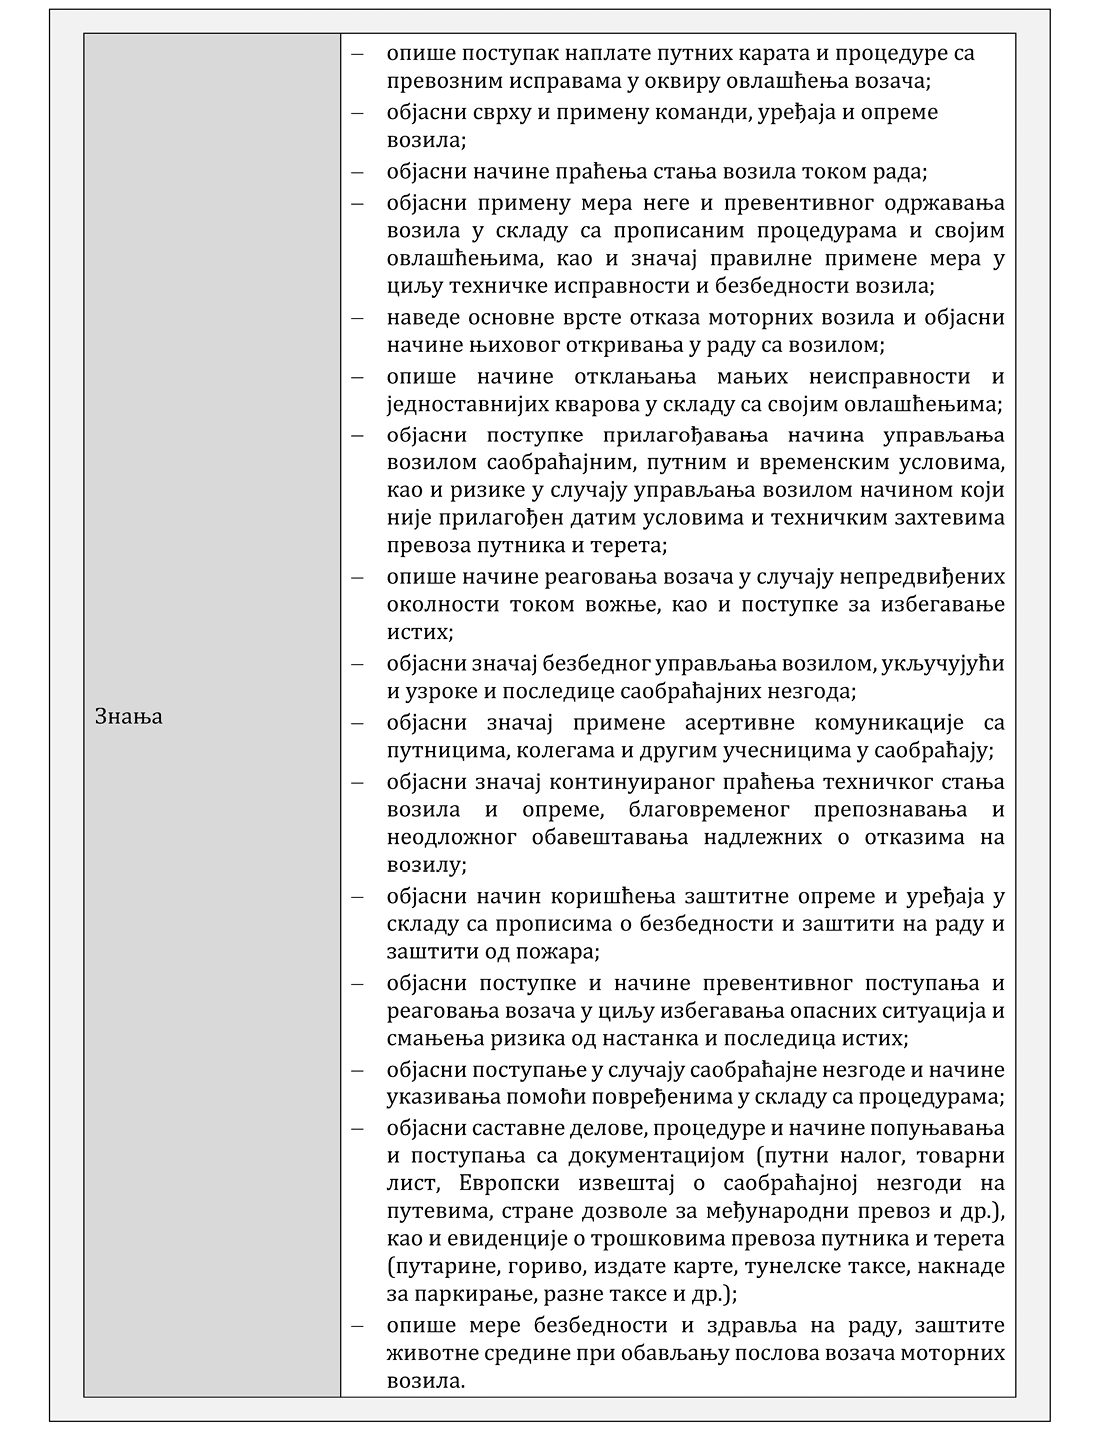 – опише поступак наплате путних карата и процедуре са
превозним исправама у оквиру овлашћења возача;
– објасни сврху и примену команди, уређаја и опреме
возила;
– објасни начине праћења стања возила током рада;
– објасни примену мера неге и превентивног одржавања
возила у складу са прописаним процедурама и својим
овлашћењима, као и значај правилне примене мера у
циљу техничке исправности и безбедности возила;
– наведе основне врсте отказа моторних возила и објасни
начине њиховог откривања у раду са возилом;
– опише начине отклањања мањих неисправности и
једноставнијих кварова у складу са својим овлашћењима;
– објасни поступке прилагођавања начина управљања
возилом саобраћајним, путним и временским условима,
као и ризике у случају управљања возилом начином који
није прилагођен датим условима и техничким захтевима
превоза путника и терета;
– опише начине реаговања возача у случају непредвиђених
околности током вожње, као и поступке за избегавање
истих;
– објасни значај безбедног управљања возилом, укључујући
и узроке и последице саобраћајних незгода;
Знања
– објасни значај примене асертивне комуникације са
путницима, колегама и другим учесницима у саобраћају;
– објасни значај континуираног праћења техничког стања
возила и опреме, благовременог препознавања и
неодложног обавештавања надлежних о отказима на
возилу;
– објасни начин коришћења заштитне опреме и уређаја у
складу са прописима о безбедности и заштити на раду и
заштити од пожара;
– објасни поступке и начине превентивног поступања и
реаговања возача у циљу избегавања опасних ситуација и
смањења ризика од настанка и последица истих;
– објасни поступање у случају саобраћајне незгоде и начине
указивања помоћи повређенима у складу са процедурама;
– објасни саставне делове, процедуре и начине попуњавања
и поступања са документацијом (путни налог, товарни
лист, Европски извештај о саобраћајној незгоди на
путевима, стране дозволе за међународни превоз и др.),
као и евиденције о трошковима превоза путника и терета
(путарине, гориво, издате карте, тунелске таксе, накнаде
за паркирање, разне таксе и др.);
– опише мере безбедности и здравља на раду, заштите
животне средине при обављању послова возача моторних
возила.